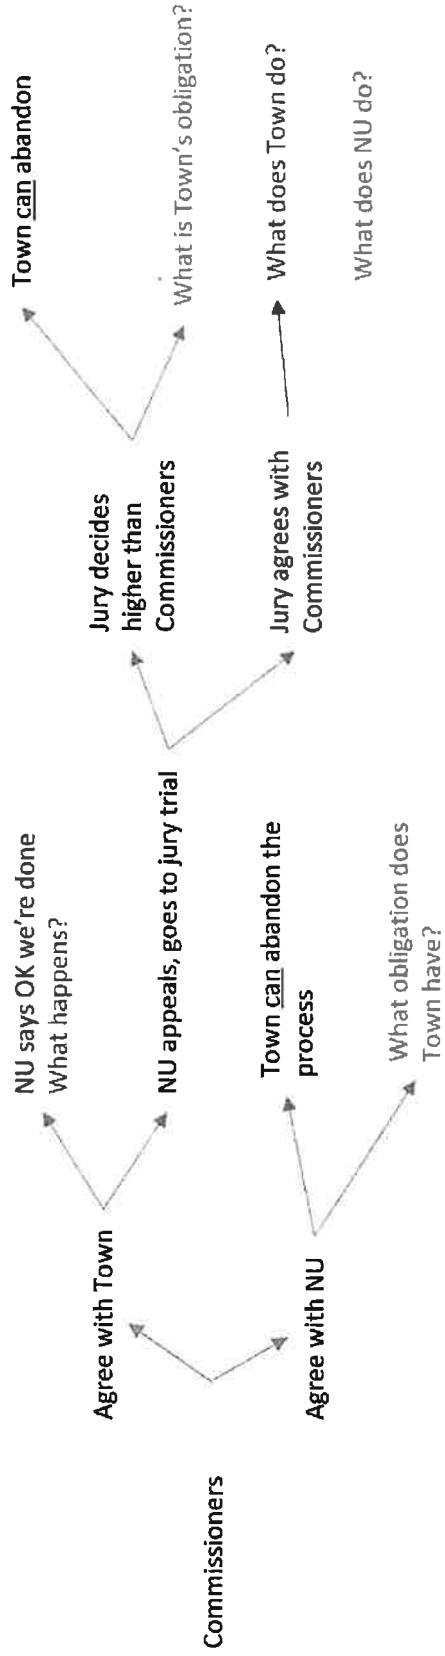 Commissioners
Agree with Town
Agree with NU
NU says OK we're done
What happens?
NU appeals, goes to jury trial
Town can abandon the
process
What obligation does
Town have?
Jury decides
higher than
Commissioners
Jury agrees with
Commissioners
Town can abandon
What is Town's obligation?
What does Town do?
What does NU do?